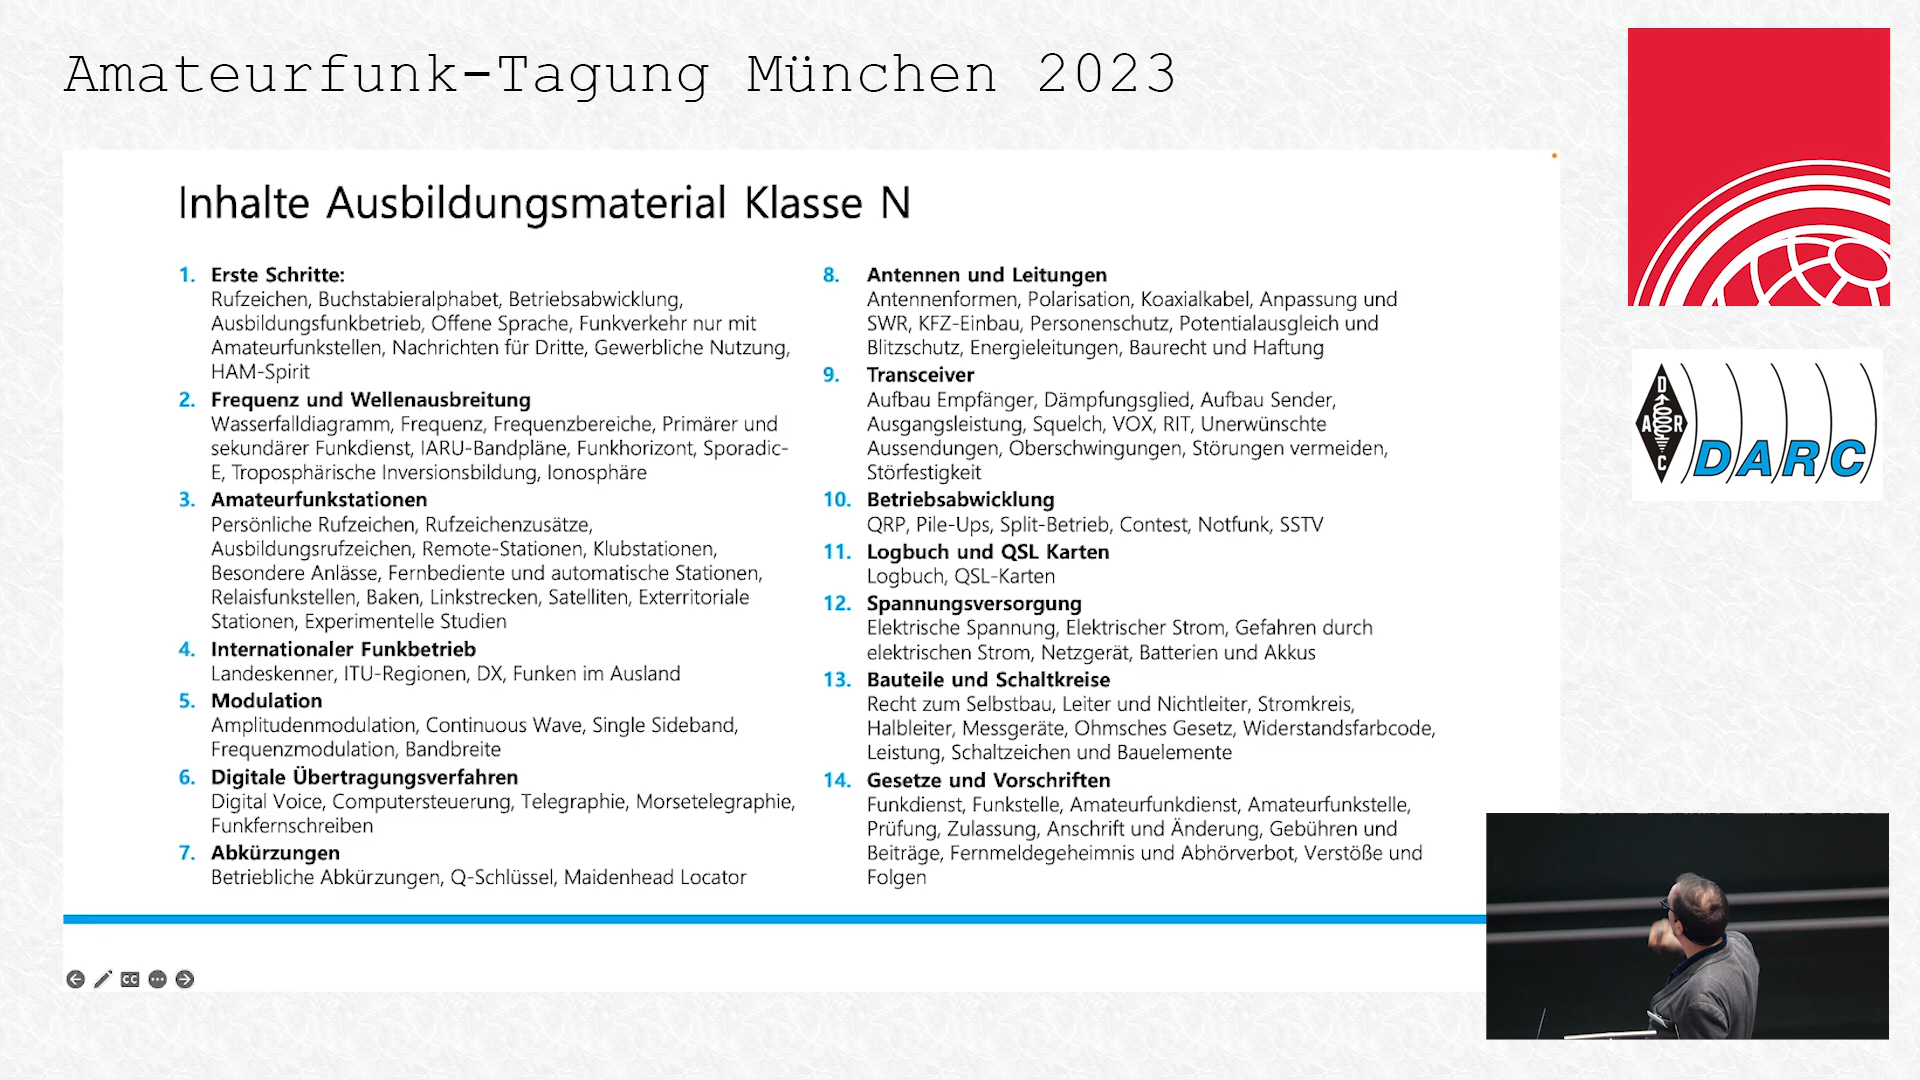 Amateurfunk-Tagung München 2023
Inhalte Ausbildungsmaterial Klasse N
1. Erste Schritte:
Rufzeichen, Buchstabieralphabet, Betriebsabwicklung,
Ausbildungsfunkbetrieb, Offene Sprache, Funkverkehr nur mit
Amateurfunkstellen, Nachrichten für Dritte, Gewerbliche Nutzung,
HAM-Spirit
2. Frequenz und Wellenausbreitung
Wasserfalldiagramm, Frequenz, Frequenzbereiche, Primärer und
sekundärer Funkdienst, IARU-Bandpläne, Funkhorizont, Sporadic-
E, Troposphärische Inversionsbildung, Ionosphäre
3. Amateurfunkstationen
Persönliche Rufzeichen, Rufzeichenzusätze,
Ausbildungsrufzeichen, Remote-Stationen, Klubstationen,
Besondere Anlässe, Fernbediente und automatische Stationen,
Relaisfunkstellen, Baken, Linkstrecken, Satelliten, Exterritoriale
Stationen, Experimentelle Studien
4. Internationaler Funkbetrieb
Landeskenner, ITU-Regionen, DX, Funken im Ausland
5. Modulation
Amplitudenmodulation, Continuous Wave, Single Sideband,
Frequenzmodulation, Bandbreite
6. Digitale Übertragungsverfahren
Digital Voice, Computersteuerung, Telegraphie, Morsetelegraphie,
Funkfernschreiben
7. Abkürzungen
Betriebliche Abkürzungen, Q-Schlüssel, Maidenhead Locator
8. Antennen und Leitungen
Antennenformen, Polarisation, Koaxialkabel, Anpassung und
SWR, KFZ-Einbau, Personenschutz, Potentialausgleich und
Blitzschutz, Energieleitungen, Baurecht und Haftung
9. Transceiver
Aufbau Empfänger, Dämpfungsglied, Aufbau Sender,
Ausgangsleistung, Squelch, VOX, RIT, Unerwünschte
Aussendungen, Oberschwingungen, Störungen vermeiden,
Störfestigkeit
10. Betriebsabwicklung
QRP, Pile-Ups, Split-Betrieb, Contest, Notfunk, SSTV
11. Logbuch und QSL Karten
Logbuch, QSL-Karten
12. Spannungsversorgung
Elektrische Spannung, Elektrischer Strom, Gefahren durch
elektrischen Strom, Netzgerät, Batterien und Akkus
13. Bauteile und Schaltkreise
Recht zum Selbstbau, Leiter und Nichtleiter, Stromkreis,
Halbleiter, Messgeräte, Ohmsches Gesetz, Widerstandsfarbcode,
Leistung, Schaltzeichen und Bauelemente
14. Gesetze und Vorschriften
Funkdienst, Funkstelle, Amateurfunkdienst, Amateurfunkstelle,
Prüfung, Zulassung, Anschrift und Änderung, Gebühren und
Beiträge, Fernmeldegeheimnis und Abhörverbot, Verstöße und
Folgen
D
A R
C
DARC
CC